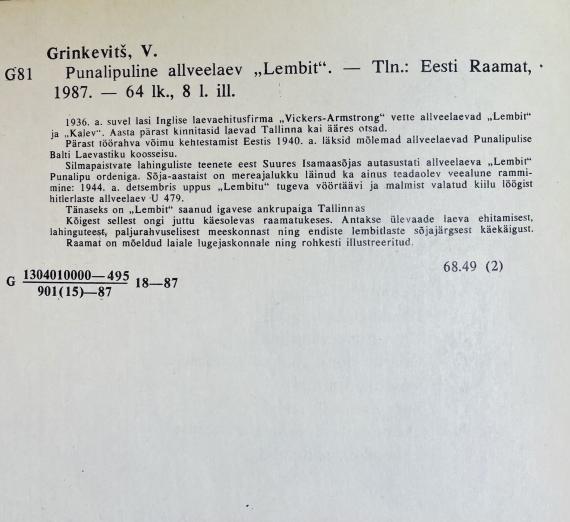 Grinkevitš, V.
G81 Punalipuline allveelaev „Lembit“. — Tln.: Eesti Raamat,
1987. — 64 lk., 8 l. ill.
1936. a. suvel lasi Inglise laevaehitusfirma „Vickers-Armstrong“ vette allveelaevad „Lembit“
ja „Kalev“. Aasta pärast kinnitasid laevad Tallinna kai ääres otsad.
Pärast töörahva võimu kehtestamist Eestis 1940. a. läksid mõlemad allveelaevad Punalipulise
Balti Laevastiku koosseisu.
Silmapaistvate lahinguliste teenete eest Suures Isamaasõjas autasustati allveelaeva „Lembit“
Punalipu ordeniga. Sõja-aastaist on mereajalukku läinud ka ainus teadaolev veealune rammi-
mine: 1944. a. detsembris uppus „Lembitu“ tugeva vöörtäävi ja malmist valatud kiilu löögist
hitlerlaste allveelaev U 479.
Tänaseks on „Lembit“ saanud igavese ankrupaiga Tallinnas
Kõigest sellest ongi juttu käesolevas raamatukeses. Antakse ülevaade laeva ehitamisest,
lahinguteest, paljurahvuselisest meeskonnast ning endiste lembitlaste sõjajärgsest käekäigust.
Raamat on mõeldud laiale lugejaskonnale ning rohkesti illustreeritud.
68.49 (2)
G 1304010000—495 18—87
901(15)—87